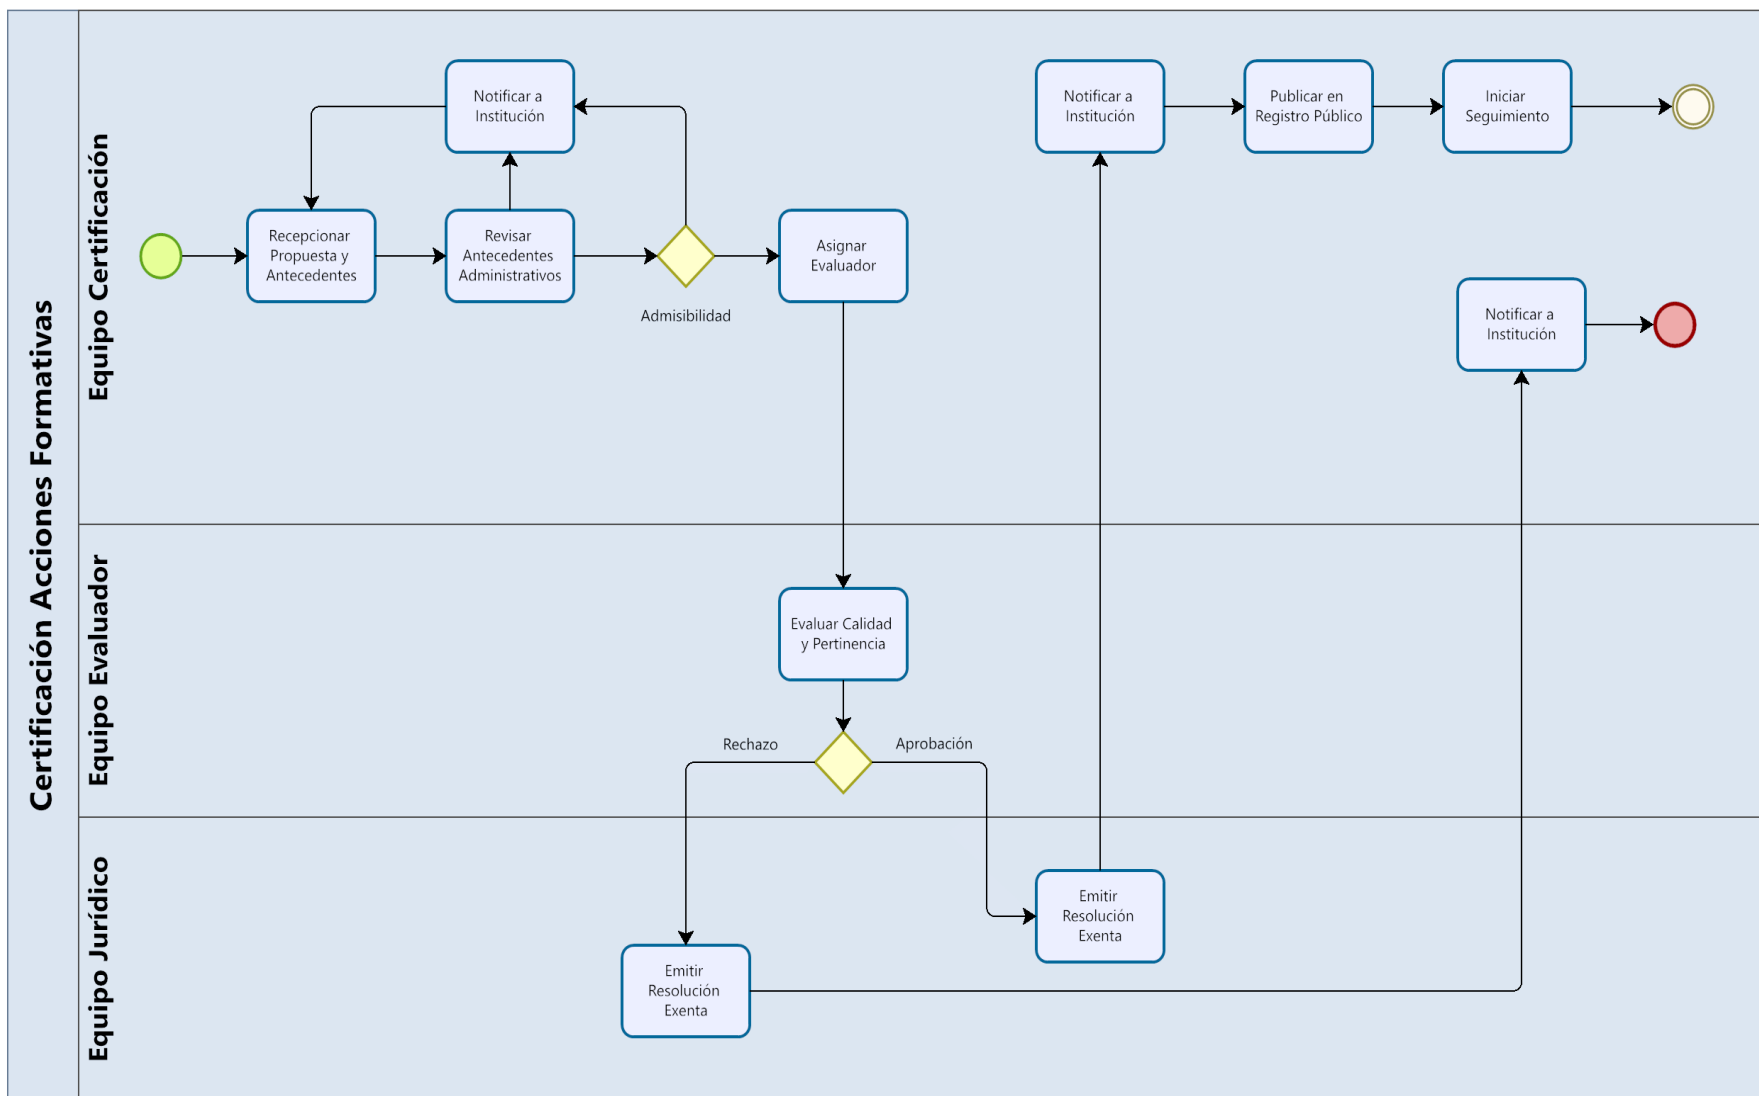 Certificación Acciones Formativas
Equipo Certificación
Notificar a
Institución
Notificar a
Institución
Publicar en
Registro Público
Iniciar
Seguimiento
Recepcionar
Propuesta y
Antecedentes
Revisar
Antecedentes
Administrativos
Admisibilidad
Asignar
Evaluador
Notificar a
Institución
Equipo Evaluador
Evaluar Calidad
y Pertinencia
Rechazo
Aprobación
Equipo Jurídico
Emitir
Resolución
Exenta
Emitir
Resolución
Exenta